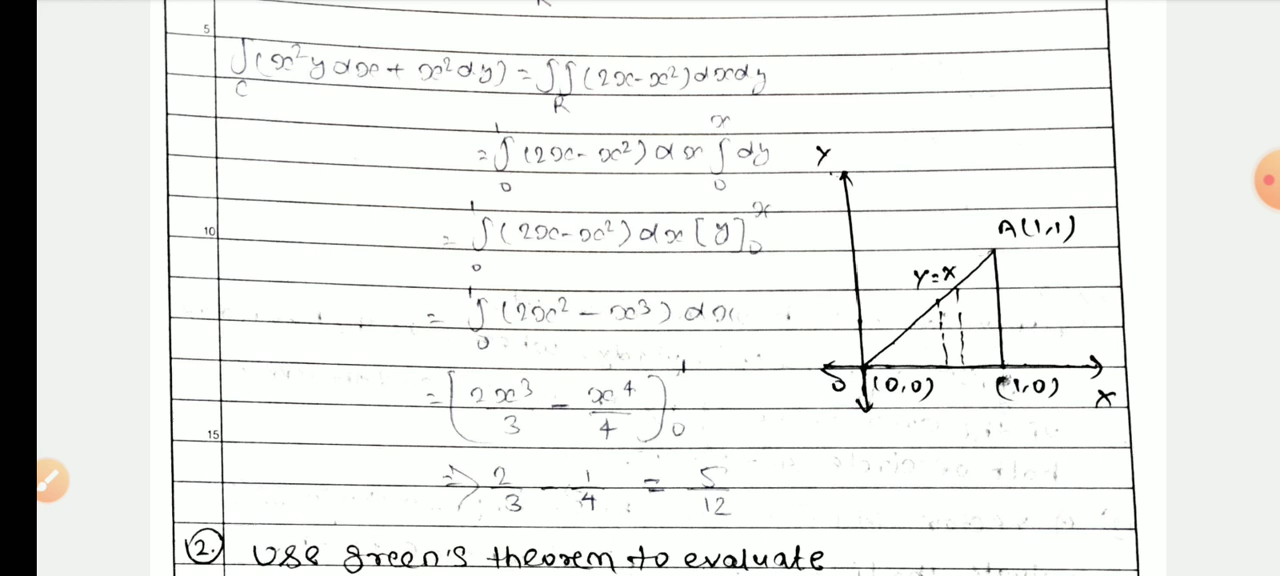 5
∫_C (x²y dx + x² dy) = ∬_R (2x - x²) dx dy
= ∫₀¹ (2x - x²) dx ∫₀ˣ dy
10
= ∫₀¹ (2x - x²) dx [y]₀ˣ
= ∫₀¹ (2x² - x³) dx
= [2x³/3 - x⁴/4]₀¹
15
=> 2/3 - 1/4 = 5/12
Y
A(1,1)
Y=X
O (0,0) (1,0) X
2. Use green's theorem to evaluate